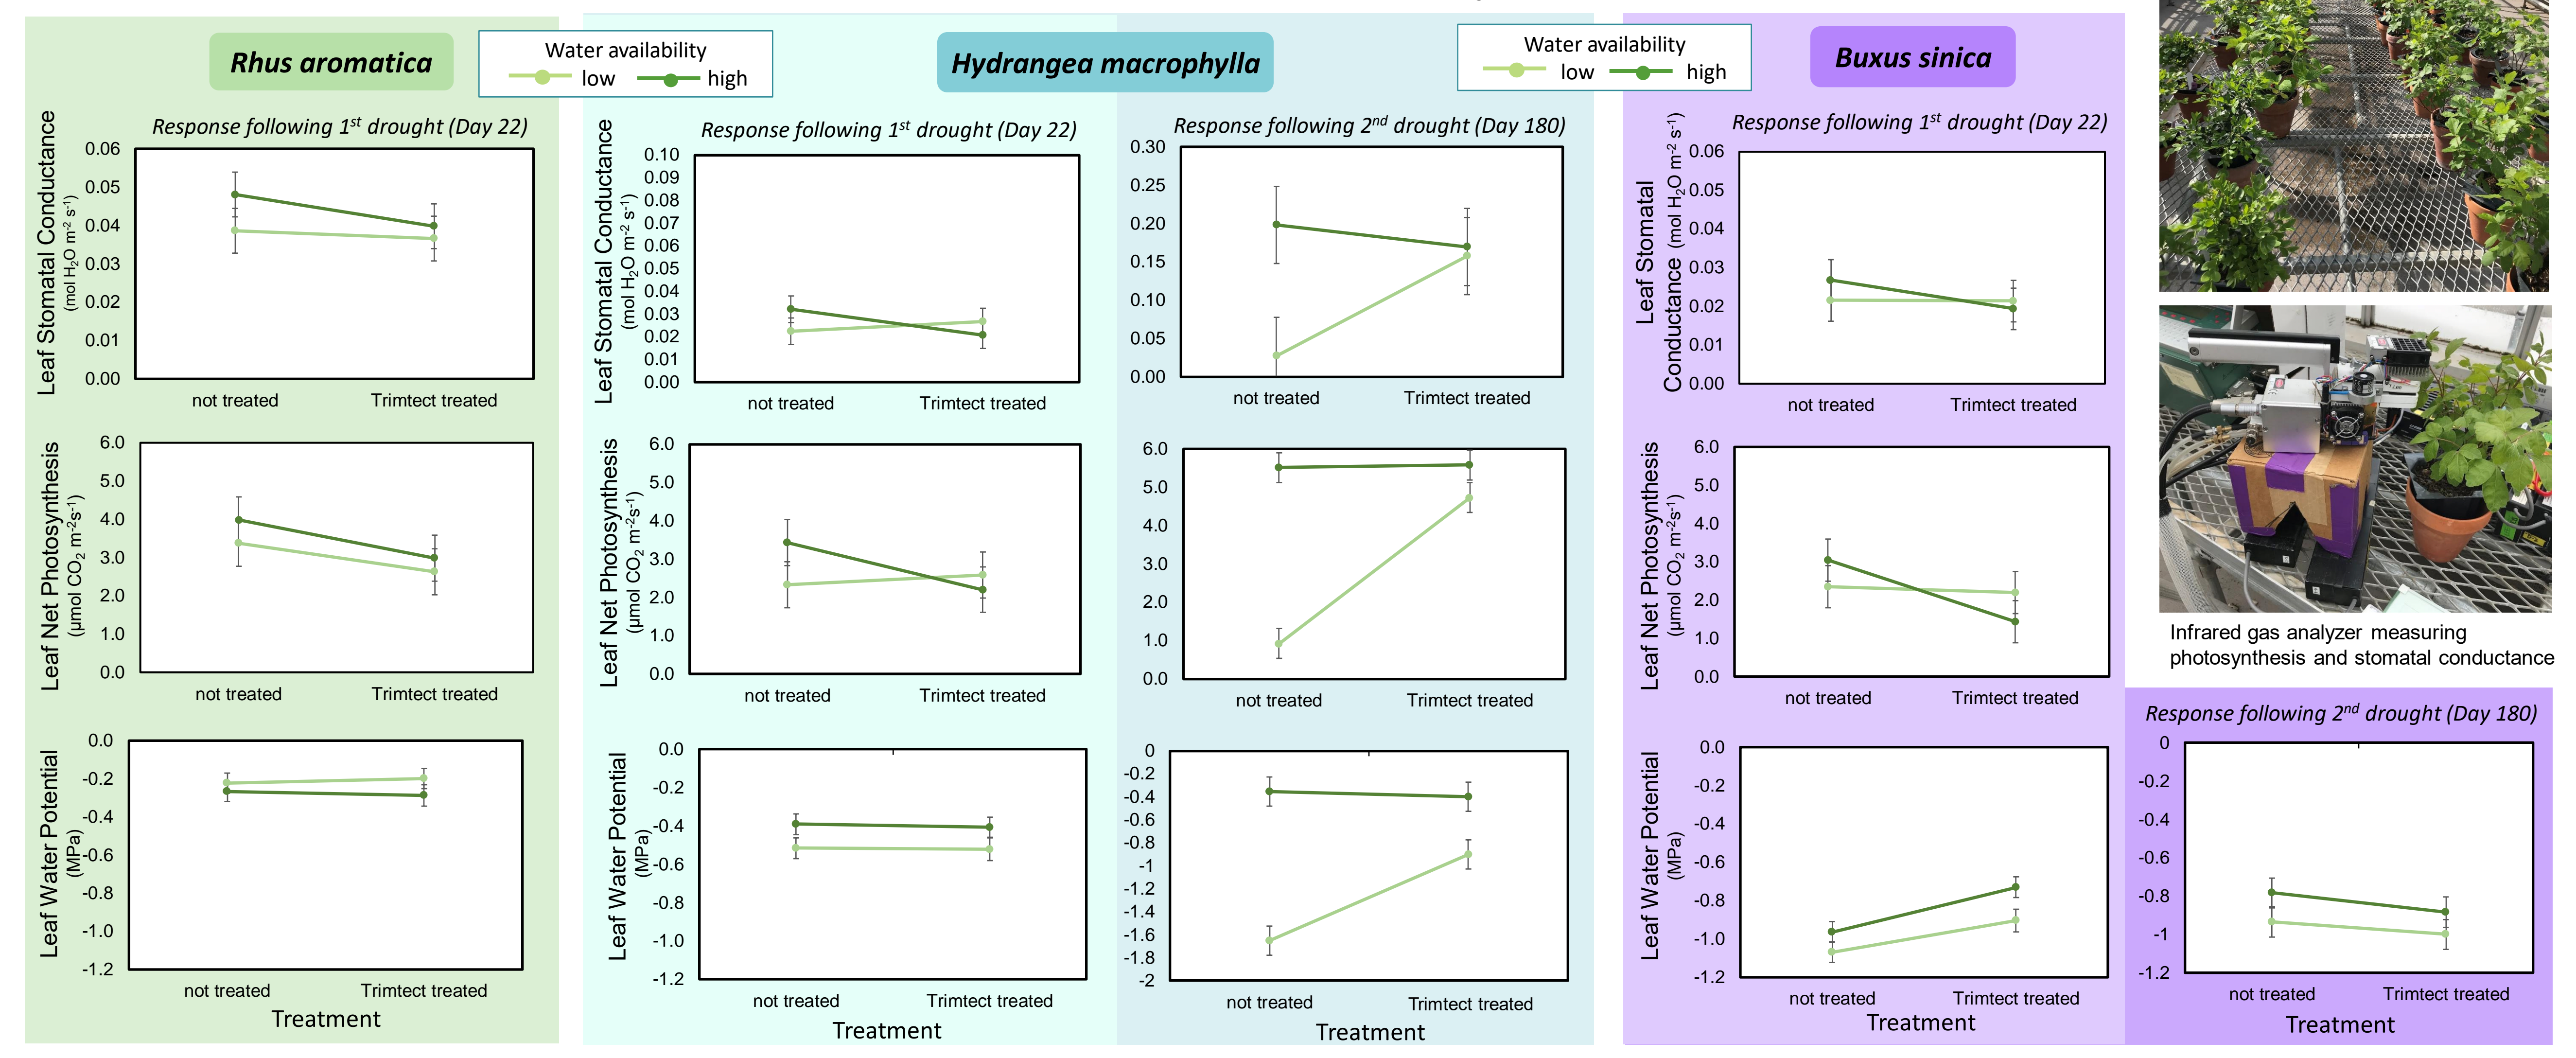 Rhus aromatica
Water availability
low high
Response following 1st drought (Day 22)
Leaf Stomatal Conductance
(mol H2O m-2 s-1)
0.06
0.05
0.04
0.03
0.02
0.01
0.00
not treated Trimtect treated
Leaf Net Photosynthesis
(µmol CO2 m-2s-1)
6.0
5.0
4.0
3.0
2.0
1.0
0.0
not treated Trimtect treated
Leaf Water Potential
(MPa)
0.0
-0.2
-0.4
-0.6
-0.8
-1.0
-1.2
not treated Trimtect treated
Treatment
Hydrangea macrophylla
Response following 1st drought (Day 22)
Leaf Stomatal Conductance
(mol H2O m-2 s-1)
0.10
0.09
0.08
0.07
0.06
0.05
0.04
0.03
0.02
0.01
0.00
not treated Trimtect treated
Leaf Net Photosynthesis
(µmol CO2 m-2s-1)
6.0
5.0
4.0
3.0
2.0
1.0
0.0
not treated Trimtect treated
Leaf Water Potential
(MPa)
0.0
-0.2
-0.4
-0.6
-0.8
-1.0
-1.2
not treated Trimtect treated
Treatment
Response following 2nd drought (Day 180)
0.30
0.25
0.20
0.15
0.10
0.05
0.00
not treated Trimtect treated
6.0
5.0
4.0
3.0
2.0
1.0
0.0
not treated Trimtect treated
0
-0.2
-0.4
-0.6
-0.8
-1
-1.2
-1.4
-1.6
-1.8
-2
not treated Trimtect treated
Treatment
Water availability
low high
Buxus sinica
Response following 1st drought (Day 22)
Leaf Stomatal
Conductance (mol H2O m-2 s-1)
0.06
0.05
0.04
0.03
0.02
0.01
0.00
not treated Trimtect treated
Leaf Net Photosynthesis
(µmol CO2 m-2s-1)
6.0
5.0
4.0
3.0
2.0
1.0
0.0
not treated Trimtect treated
Leaf Water Potential
(MPa)
0.0
-0.2
-0.4
-0.6
-0.8
-1.0
-1.2
not treated Trimtect treated
Treatment
Infrared gas analyzer measuring
photosynthesis and stomatal conductance
Response following 2nd drought (Day 180)
0
-0.2
-0.4
-0.6
-0.8
-1
-1.2
not treated Trimtect treated
Treatment